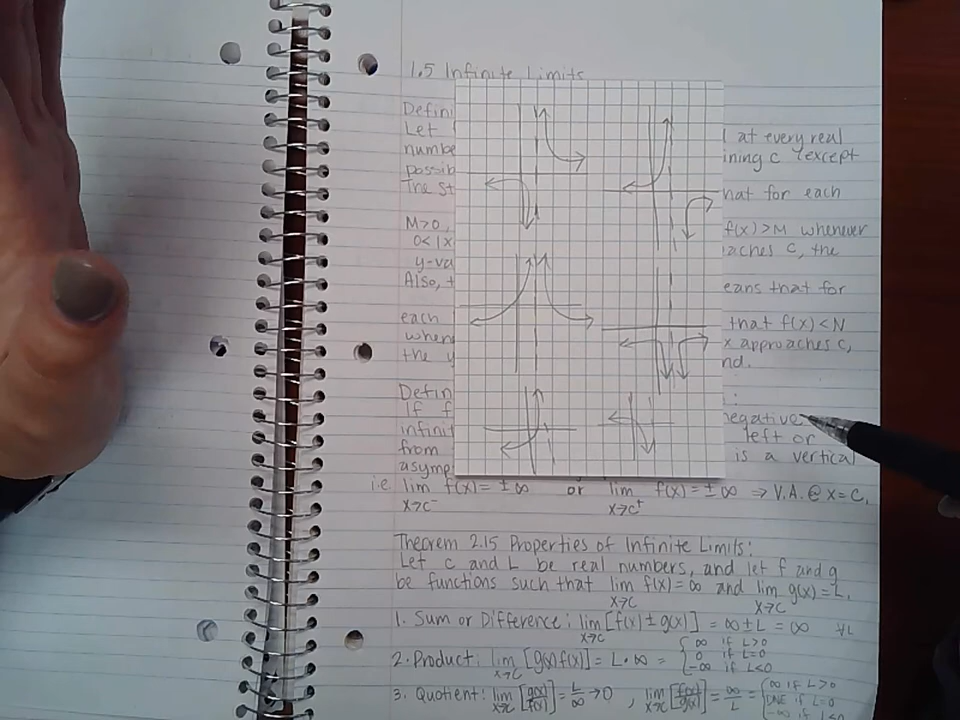 1.5 Infinite Limits
Defini
Let at every real
numbe ning c (except
possib
The st hat for each
M>0, f(x) > M whenever
0<|x aches c, the
y-va
Also, t eans that for
each that f(x) < N
when x approaches c,
the y nd.
Defin :
If f negative
infinit left or
from is a vertical
asymp
i.e lim f(x) = ±∞ or lim f(x) = ±∞ ⇒ V.A. @ x=c.
x→c⁻ x→c⁺
Theorem 2.15 Properties of Infinite Limits:
Let c and L be real numbers, and let f and g
be functions such that lim f(x) = ∞ and lim g(x) = L.
x→c x→c
1. Sum or Difference: lim [f(x) ± g(x)] = ∞ ± L = ∞ ∀L
x→c
2. Product: lim [g(x)f(x)] = L·∞ = { ∞ if L>0
x→c 0 if L=0
-∞ if L<0
3. Quotient: lim [g(x)/f(x)] = L/∞ → 0 , lim [f(x)/g(x)] = ∞/L = { ∞ if L>0
x→c x→c DNE if L=0
-∞ if L<0